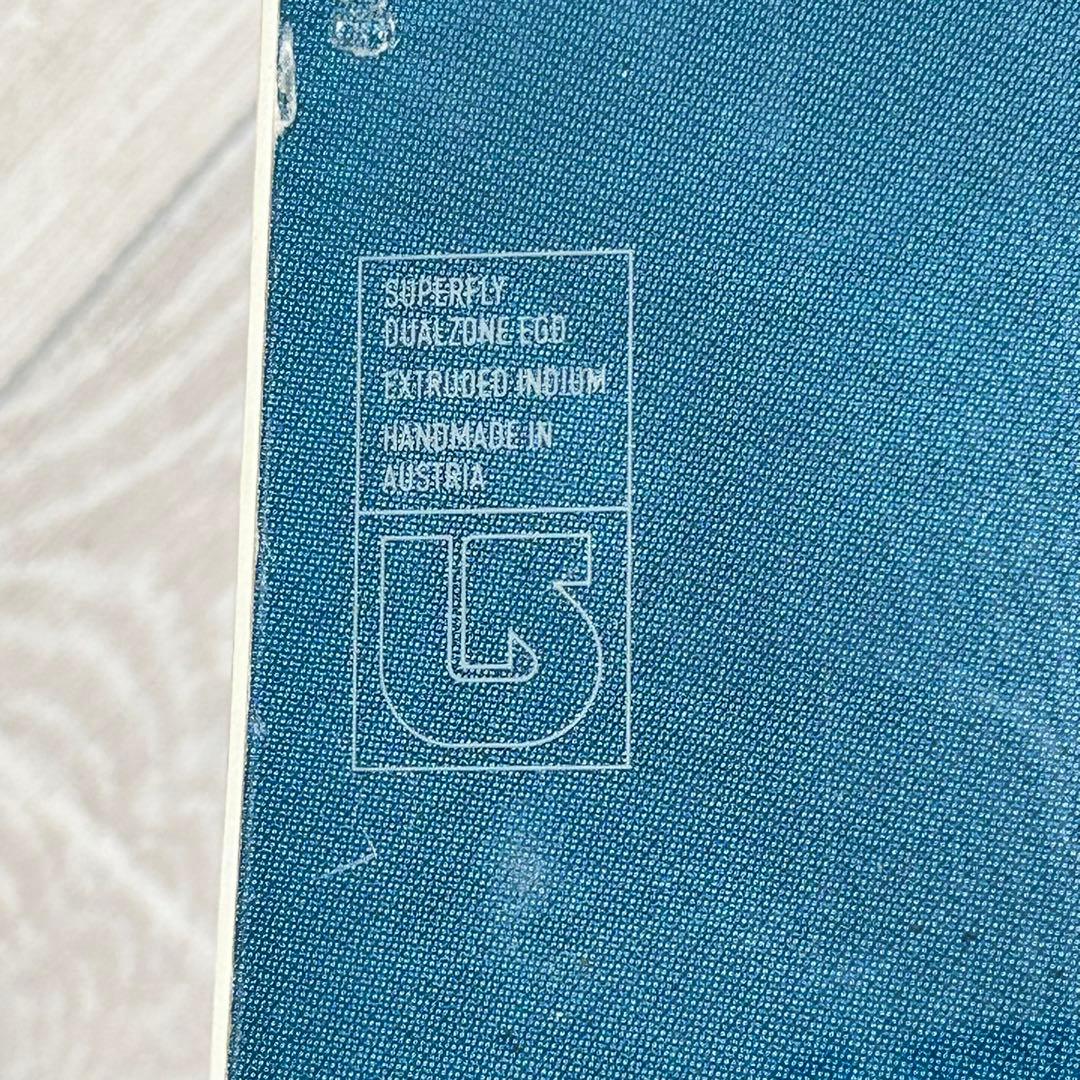 SUPERFLY
DUALZONE EGD
EXTRUDED INDIUM
HANDMADE IN
AUSTRIA